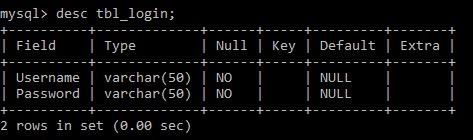 mysql> desc tbl_login;
+----------+-------------+------+-----+---------+-------+
| Field    | Type        | Null | Key | Default | Extra |
+----------+-------------+------+-----+---------+-------+
| Username | varchar(50) | NO   |     | NULL    |       |
| Password | varchar(50) | NO   |     | NULL    |       |
+----------+-------------+------+-----+---------+-------+
2 rows in set (0.00 sec)